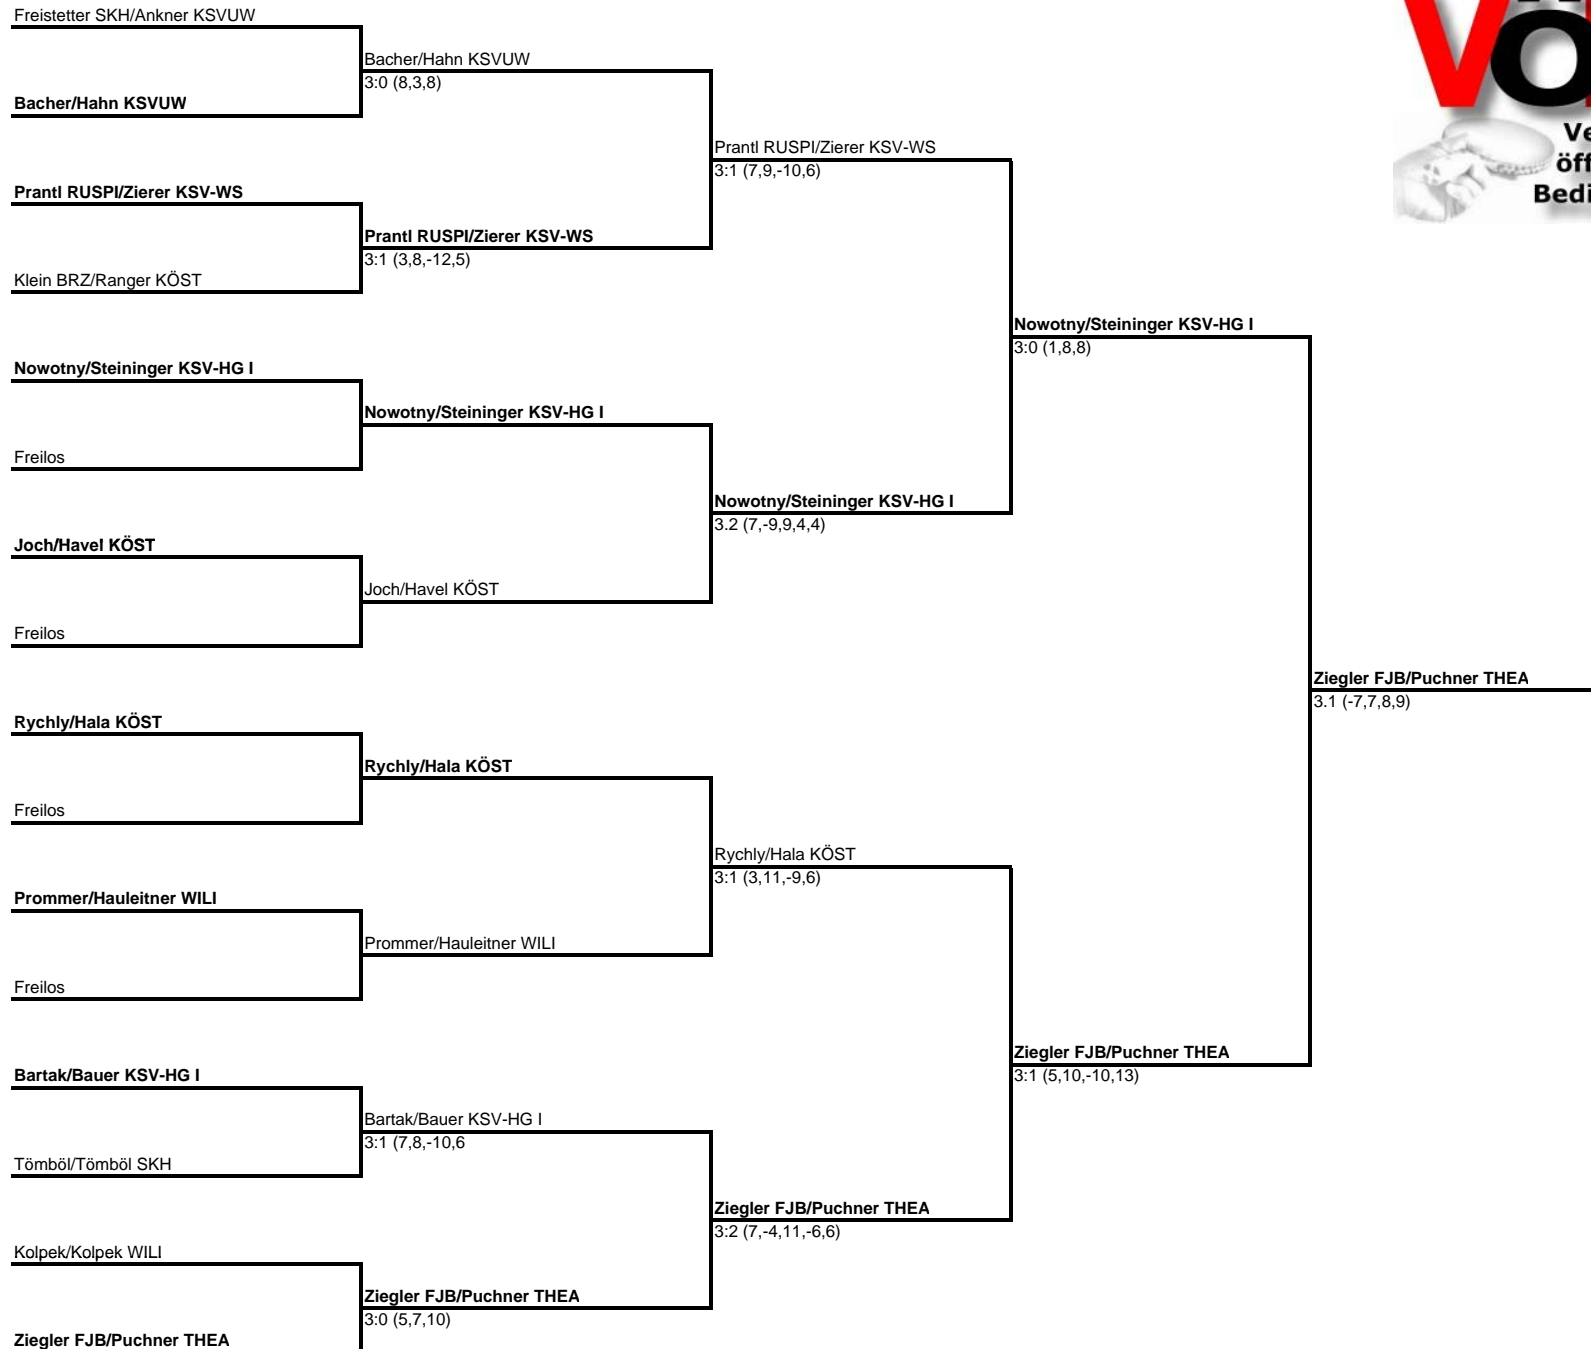 Freistetter SKH/Ankner KSVUW
Bacher/Hahn KSVUW
3:0 (8,3,8)
Bacher/Hahn KSVUW
Prantl RUSPI/Zierer KSV-WS
3:1 (7,9,-10,6)
Prantl RUSPI/Zierer KSV-WS
Prantl RUSPI/Zierer KSV-WS
3:1 (3,8,-12,5)
Klein BRZ/Ranger KÖST
Nowotny/Steininger KSV-HG I
3:0 (1,8,8)
Nowotny/Steininger KSV-HG I
Nowotny/Steininger KSV-HG I
Freilos
Nowotny/Steininger KSV-HG I
3.2 (7,-9,9,4,4)
Joch/Havel KÖST
Joch/Havel KÖST
Freilos
Ziegler FJB/Puchner THEA
3.1 (-7,7,8,9)
Rychly/Hala KÖST
Rychly/Hala KÖST
Freilos
Rychly/Hala KÖST
3:1 (3,11,-9,6)
Prommer/Hauleitner WILI
Prommer/Hauleitner WILI
Freilos
Ziegler FJB/Puchner THEA
3:1 (5,10,-10,13)
Bartak/Bauer KSV-HG I
Bartak/Bauer KSV-HG I
3:1 (7,8,-10,6
Tömböl/Tömböl SKH
Ziegler FJB/Puchner THEA
3:2 (7,-4,11,-6,6)
Kolpek/Kolpek WILI
Ziegler FJB/Puchner THEA
3:0 (5,7,10)
Ziegler FJB/Puchner THEA
VÖ
Ve
öff
Bedi